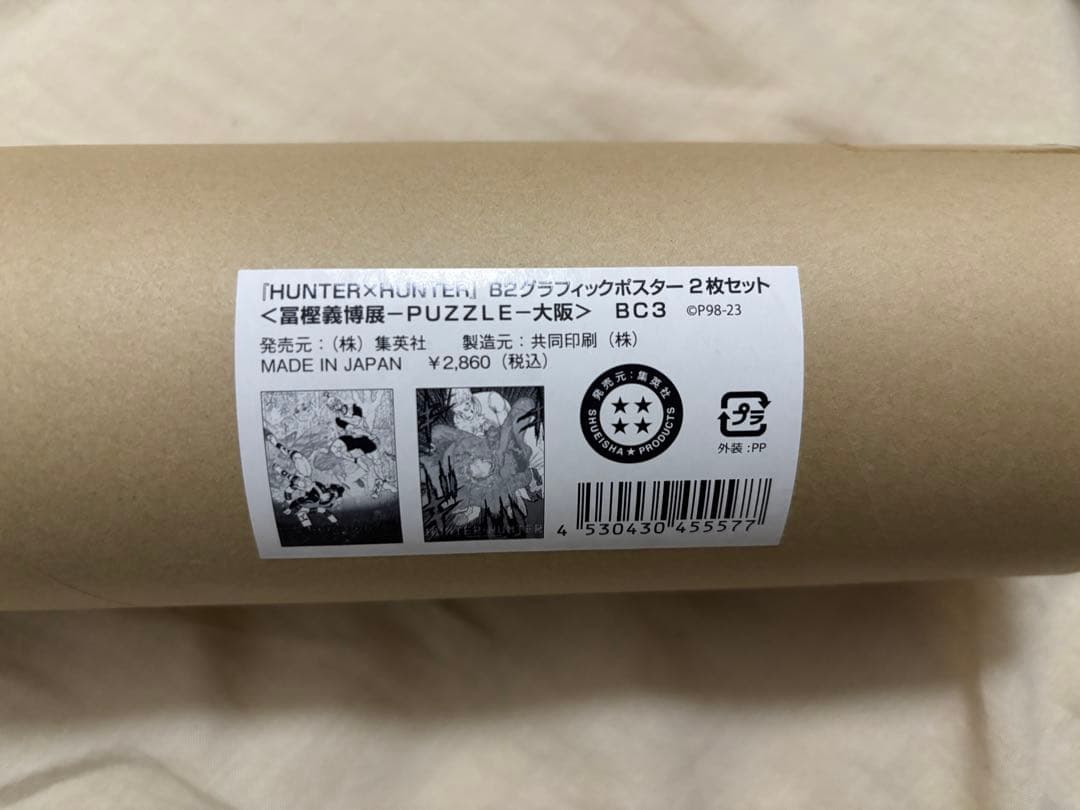 『HUNTER×HUNTER』 B2グラフィックポスター 2枚セット
＜冨樫義博展−PUZZLE−大阪＞ BC3 ©P98-23
発売元：（株）集英社 製造元：共同印刷（株）
MADE IN JAPAN ￥2,860（税込）
発売元：集英社
SHUEISHA ★ PRODUCTS
プラ
外装：PP
HUNTER×HUNTER
4 530430 455577